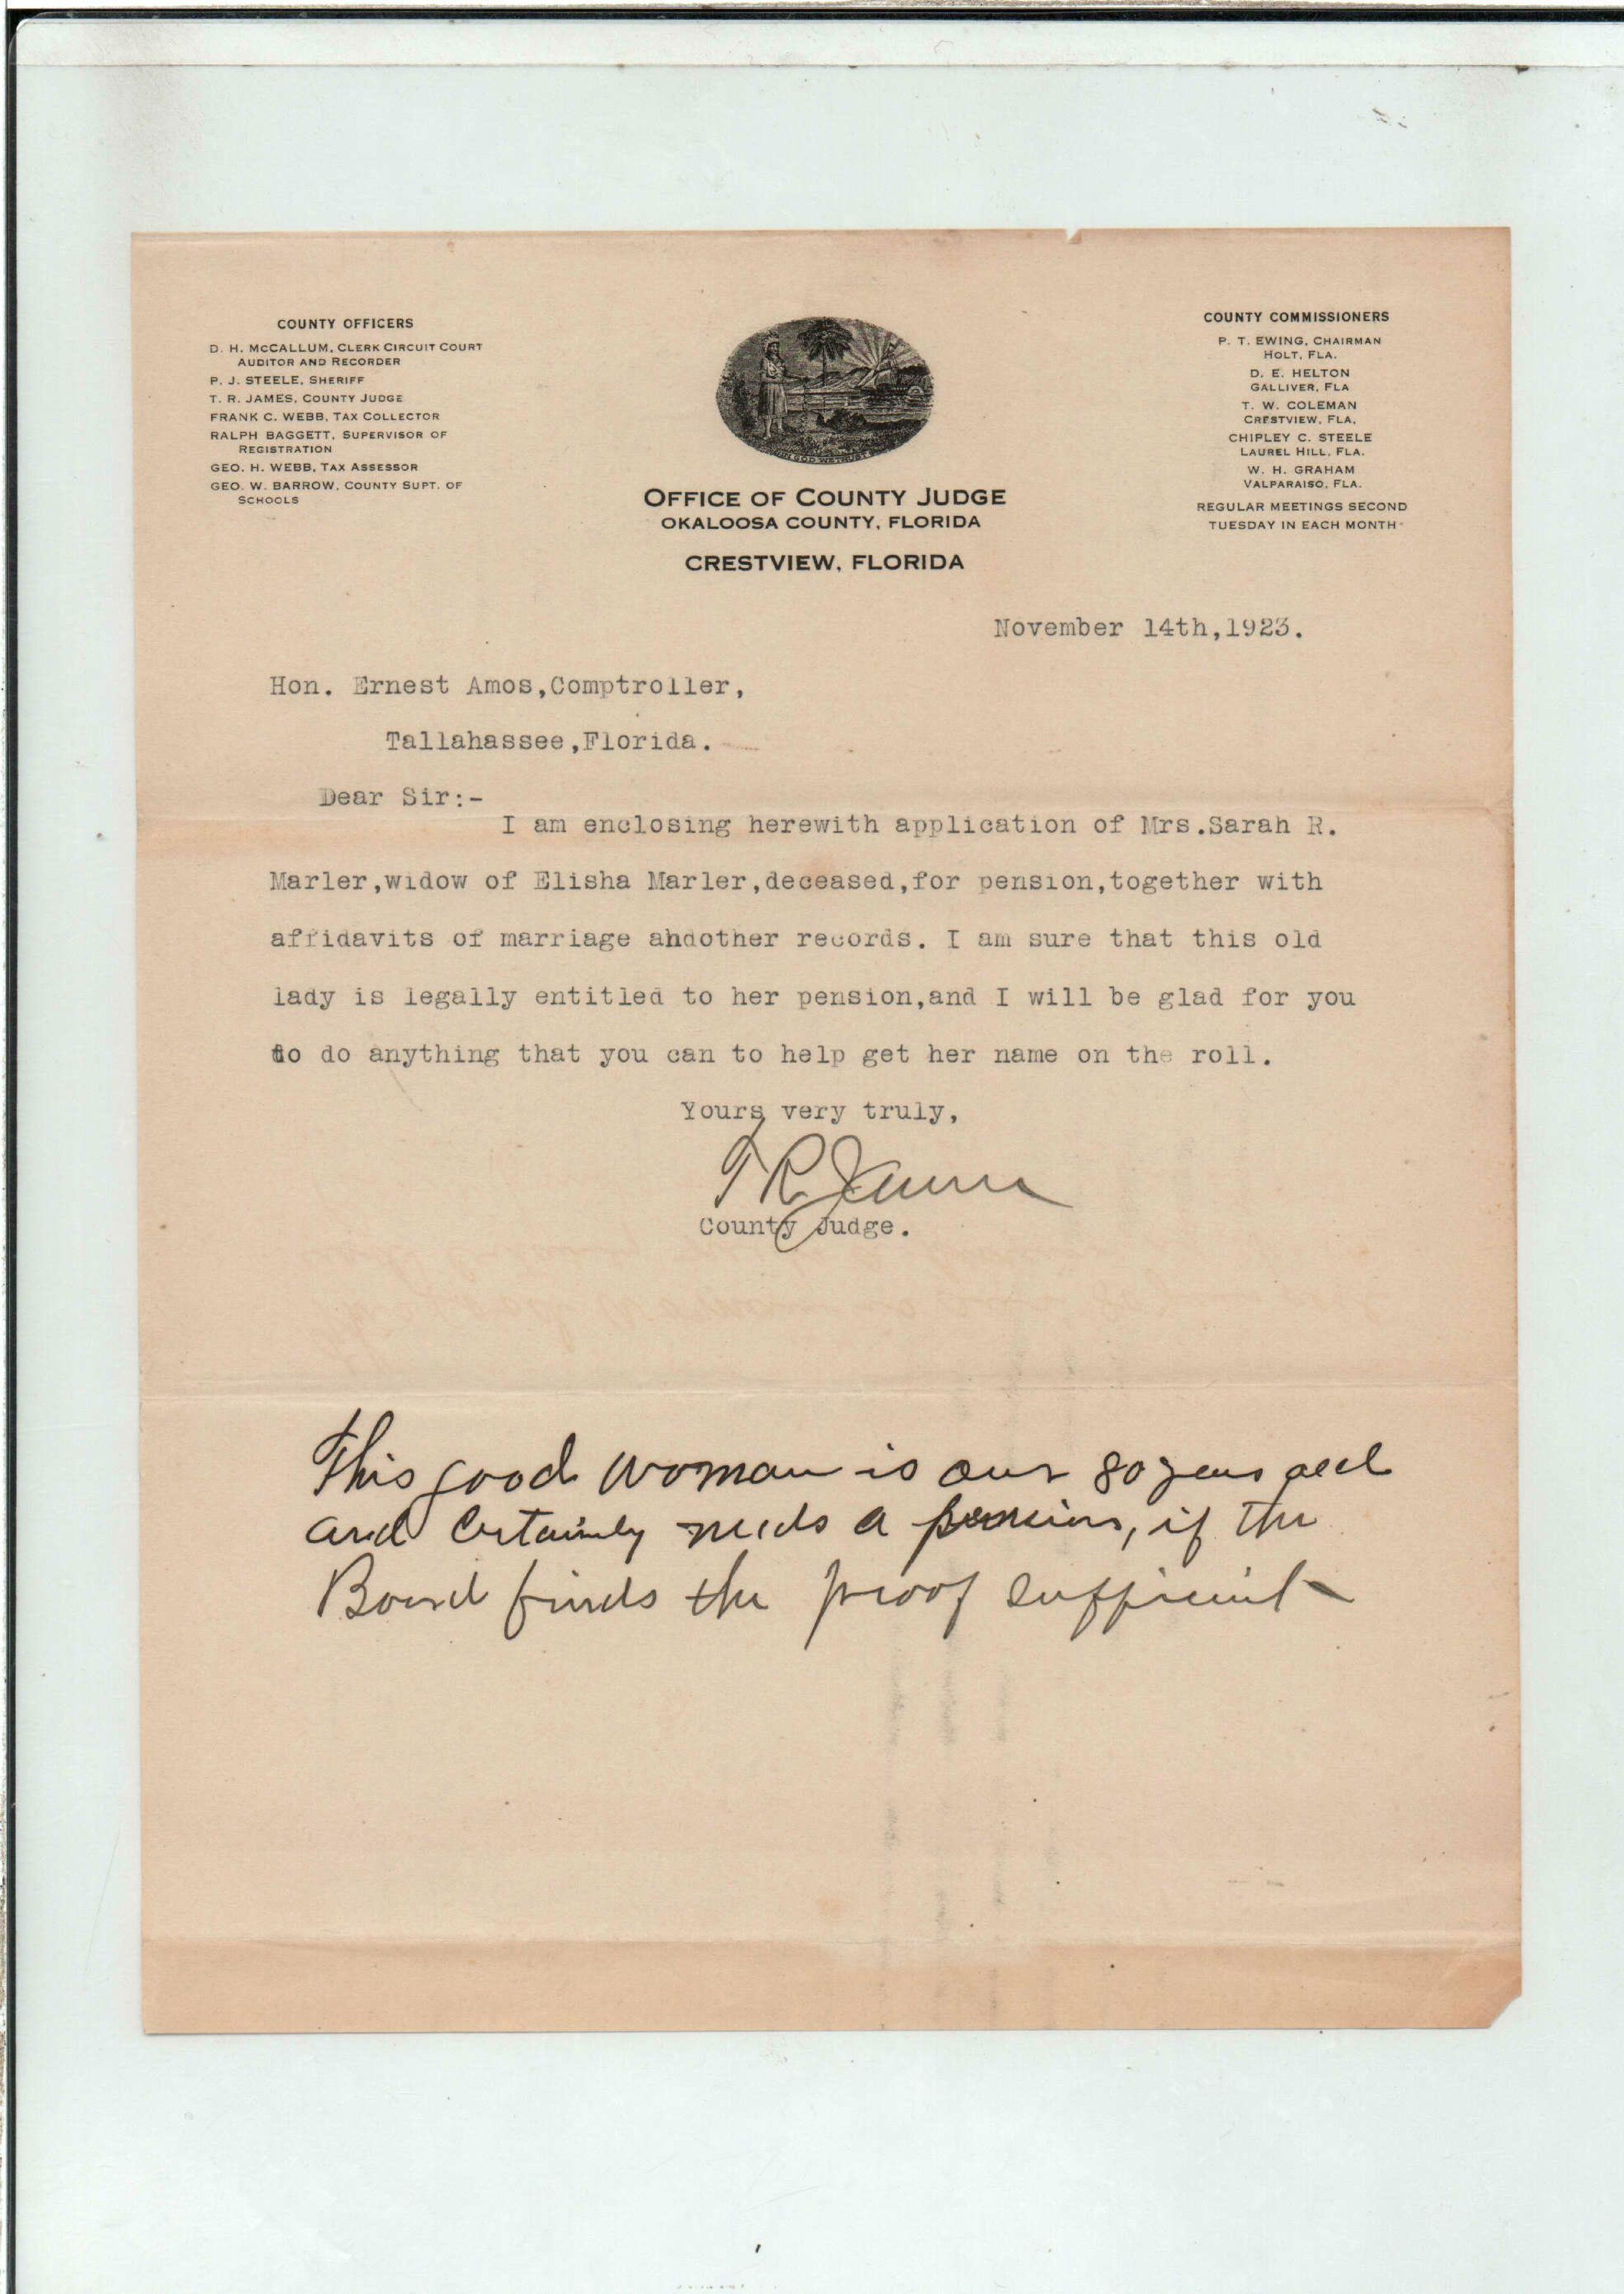 COUNTY OFFICERS
D. H. McCALLUM, CLERK CIRCUIT COURT
AUDITOR AND RECORDER
P. J. STEELE, SHERIFF
T. R. JAMES, COUNTY JUDGE
FRANK C. WEBB, TAX COLLECTOR
RALPH BAGGETT, SUPERVISOR OF
REGISTRATION
GEO. H. WEBB, TAX ASSESSOR
GEO. W. BARROW, COUNTY SUPT. OF
SCHOOLS
IN GOD WE TRUST
OFFICE OF COUNTY JUDGE
OKALOOSA COUNTY, FLORIDA
CRESTVIEW, FLORIDA
COUNTY COMMISSIONERS
P. T. EWING, CHAIRMAN
HOLT, FLA.
D. E. HELTON
GALLIVER, FLA
T. W. COLEMAN
CRESTVIEW, FLA,
CHIPLEY C. STEELE
LAUREL HILL, FLA.
W. H. GRAHAM
VALPARAISO, FLA.
REGULAR MEETINGS SECOND
TUESDAY IN EACH MONTH
November 14th,1923.
Hon. Ernest Amos,Comptroller,
Tallahassee,Florida.
Dear Sir:-
I am enclosing herewith application of Mrs.Sarah R.
Marler,widow of Elisha Marler,deceased,for pension,together with
affidavits of marriage andother records. I am sure that this old
lady is legally entitled to her pension,and I will be glad for you
to do anything that you can to help get her name on the roll.
Yours very truly,
T R James
County Judge.
This good woman is over 80 years old
and certainly needs a pension, if the
Board finds the proof sufficient